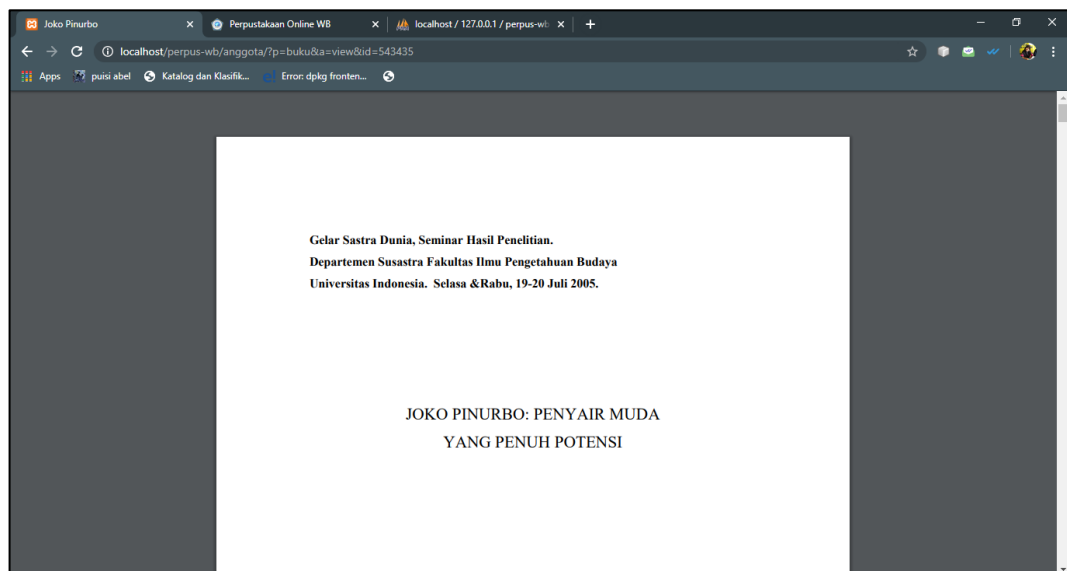 Joko Pinurbo
Perpustakaan Online WB
localhost / 127.0.0.1 / perpus-wb
localhost/perpus-wb/anggota/?p=buku&a=view&id=543435
Apps
puisi abel
Katalog dan Klasifik...
Error: dpkg fronten...
Gelar Sastra Dunia, Seminar Hasil Penelitian.
Departemen Susastra Fakultas Ilmu Pengetahuan Budaya
Universitas Indonesia. Selasa &Rabu, 19-20 Juli 2005.
JOKO PINURBO: PENYAIR MUDA
YANG PENUH POTENSI